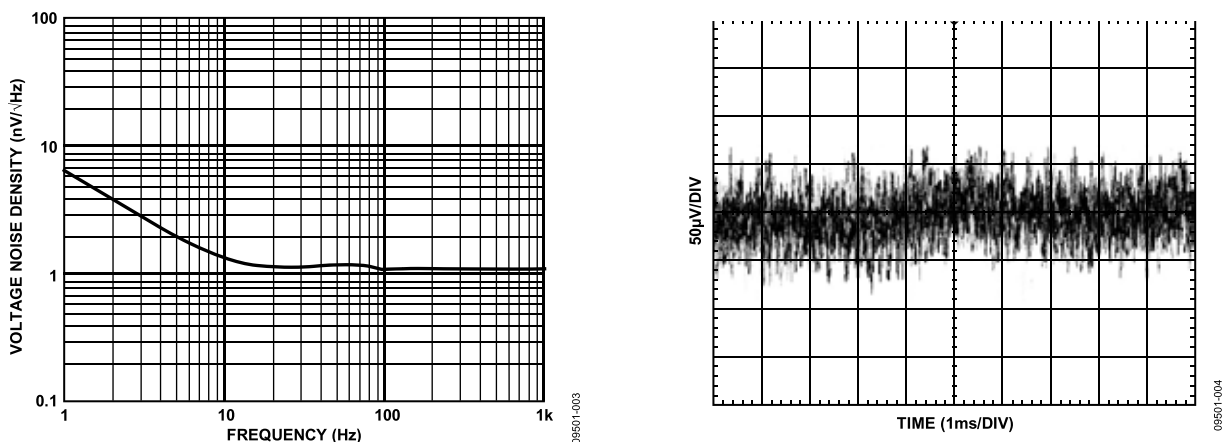 100
10
1
0.1
VOLTAGE NOISE DENSITY (nV/√Hz)
1
10
100
1k
FREQUENCY (Hz)
09501-003
50µV/DIV
TIME (1ms/DIV)
09501-004